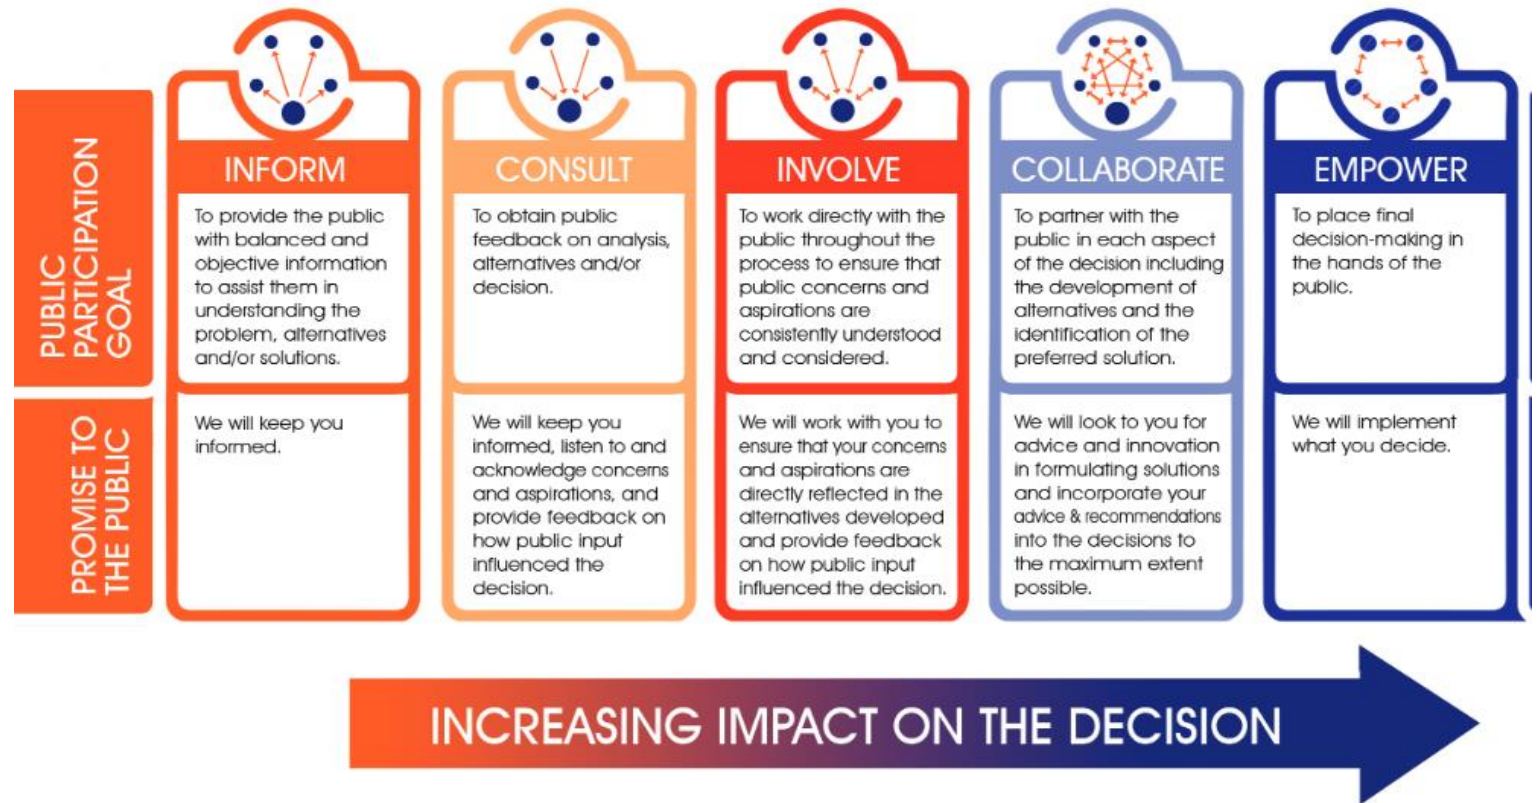 PUBLIC
PARTICIPATION
GOAL
INFORM
To provide the public
with balanced and
objective information
to assist them in
understanding the
problem, alternatives
and/or solutions.
CONSULT
To obtain public
feedback on analysis,
alternatives and/or
decision.
INVOLVE
To work directly with the
public throughout the
process to ensure that
public concerns and
aspirations are
consistently understood
and considered.
COLLABORATE
To partner with the
public in each aspect
of the decision including
the development of
alternatives and the
identification of the
preferred solution.
EMPOWER
To place final
decision-making in
the hands of the
public.
PROMISE TO
THE PUBLIC
We will keep you
informed.
We will keep you
informed, listen to and
acknowledge concerns
and aspirations, and
provide feedback on
how public input
influenced the
decision.
We will work with you to
ensure that your concerns
and aspirations are
directly reflected in the
alternatives developed
and provide feedback
on how public input
influenced the decision.
We will look to you for
advice and innovation
in formulating solutions
and incorporate your
advice & recommendations
into the decisions to
the maximum extent
possible.
We will implement
what you decide.
INCREASING IMPACT ON THE DECISION